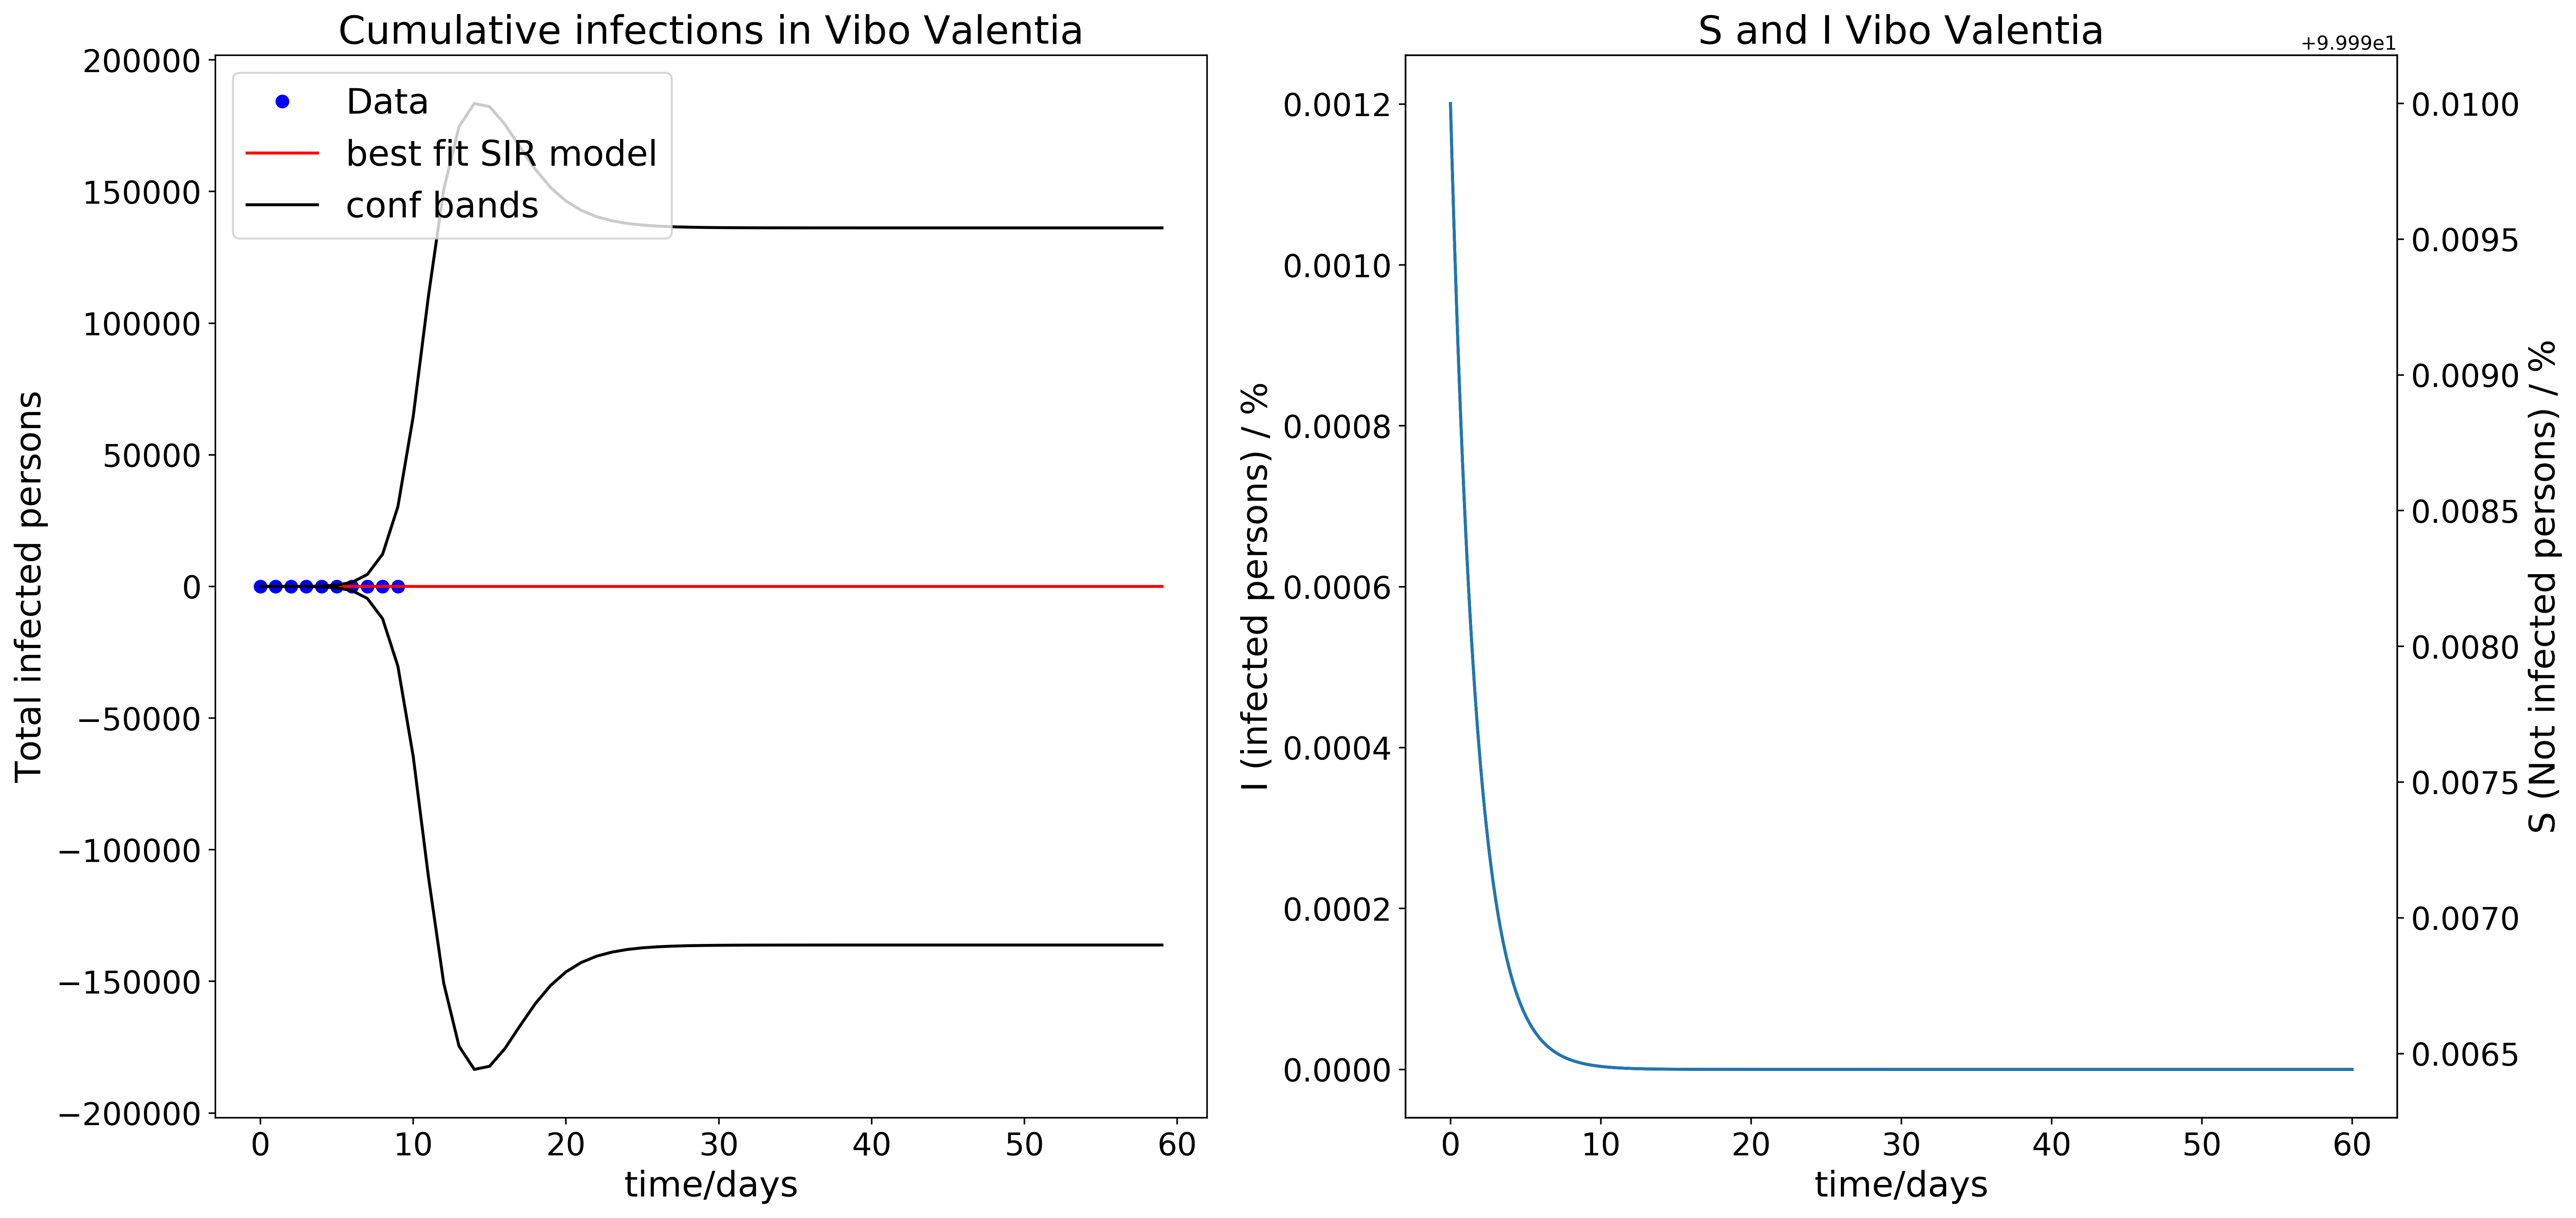 Cumulative infections in Vibo Valentia
200000
150000
100000
50000
0
−50000
−100000
−150000
−200000
Total infected persons
Data
best fit SIR model
conf bands
0 10 20 30 40 50 60
time/days
S and I Vibo Valentia
+9.999e1
0.0012
0.0010
0.0008
0.0006
0.0004
0.0002
0.0000
I (infected persons) / %
0.0100
0.0095
0.0090
0.0085
0.0080
0.0075
0.0070
0.0065
S (Not infected persons) / %
0 10 20 30 40 50 60
time/days